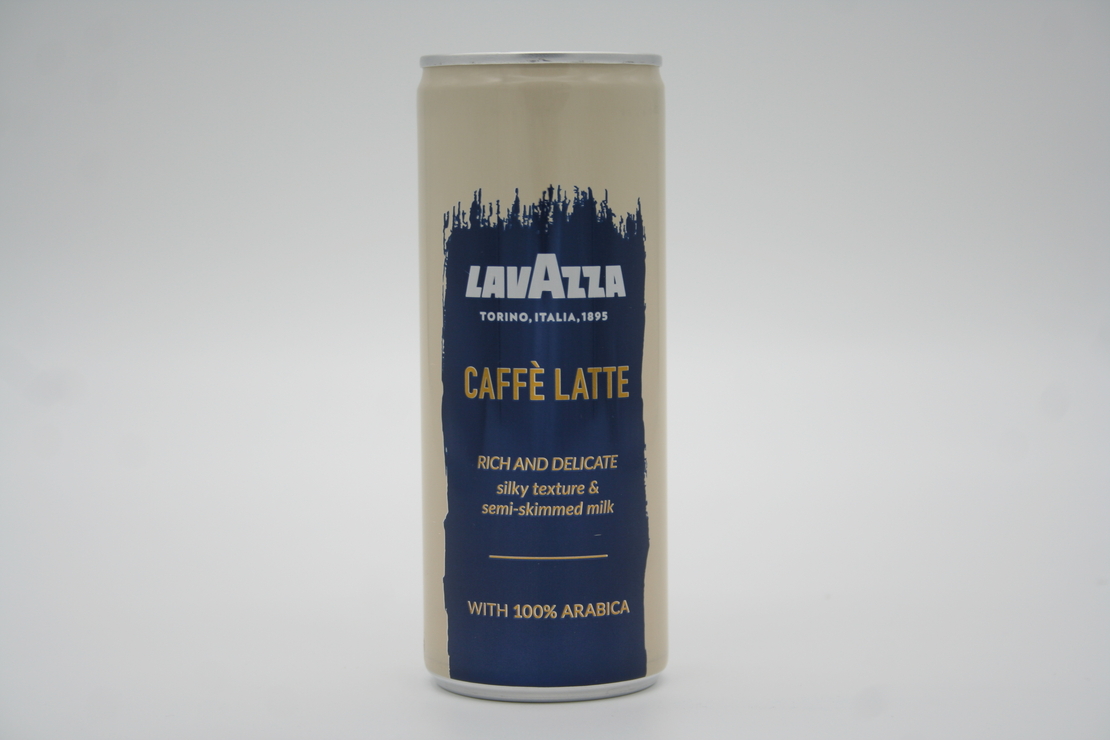 LAVAZZA
TORINO, ITALIA, 1895
CAFFÈ LATTE
RICH AND DELICATE
silky texture &
semi-skimmed milk
WITH 100% ARABICA